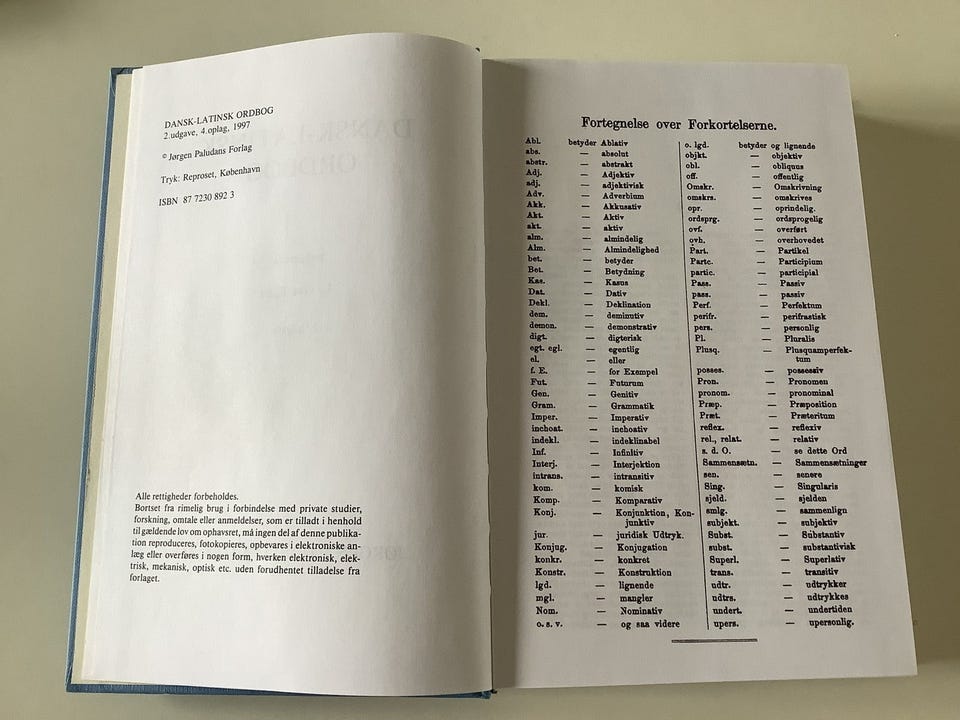 DANSK-LATINSK ORDBOG
2.udgave, 4.oplag, 1997
© Jørgen Paludans Forlag
Tryk: Reproset, København
ISBN 87 7230 892 3
Alle rettigheder forbeholdes.
Bortset fra rimelig brug i forbindelse med private studier,
forskning, omtale eller anmeldelser, som er tilladt i henhold
til gældende lov om ophavsret, må ingen del af denne publika-
tion reproduceres, fotokopieres, opbevares i elektroniske an-
læg eller overføres i nogen form, hverken elektronisk, elek-
trisk, mekanisk, optisk etc. uden forudhentet tilladelse fra
forlaget.
Fortegnelse over Forkortelserne.
Abl. betyder Ablativ
abs. — absolut
abstr. — abstrakt
Adj. — Adjektiv
adj. — adjektivisk
Adv. — Adverbium
Akk. — Akkusativ
Akt. — Aktiv
akt. — aktiv
alm. — almindelig
Alm. — Almindelighed
bet. — betyder
Bet. — Betydning
Kas. — Kasus
Dat. — Dativ
Dekl. — Deklination
dem. — deminutiv
demon. — demonstrativ
digt. — digterisk
egt. egl. — egentlig
el. — eller
f. E. — for Exempel
Fut. — Futurum
Gen. — Genitiv
Gram. — Grammatik
Imper. — Imperativ
inchoat. — inchoativ
indekl. — indeklinabel
Inf. — Infinitiv
Interj. — Interjektion
intrans. — intransitiv
kom. — komisk
Komp. — Komparativ
Konj. — Konjunktion, Kon-
junktiv
jur. — juridisk Udtryk.
Konjug. — Konjugation
konkr. — konkret
Konstr. — Konstruktion
lgd. — lignende
mgl. — mangler
Nom. — Nominativ
o. s. v. — og saa videre
o. lgd. betyder og lignende
objkt. — objektiv
obl. — obliquus
off. — offentlig
Omskr. — Omskrivning
omskrs. — omskrives
opr. — oprindelig.
ordsprg. — ordsprogelig
ovf. — overført
ovh. — overhovedet
Part. — Partikel
Partc. — Participium
partic. — participial
Pass. — Passiv
pass. — passiv
Perf. — Perfektum
perifr. — perifrastisk
pers. — personlig
Pl. — Pluralis
Plusq. — Plusquamperfek-
tum
posses. — possessiv
Pron. — Pronomen
pronom. — pronominal
Præp. — Præposition
Præt. — Præteritum
reflex. — reflexiv
rel., relat. — relativ
s. d. O. — se dette Ord
Sammensætn. — Sammensætninger
sen. — senere
Sing. — Singularis
sjeld. — sjelden
smlg. — sammenlign
subjekt. — subjektiv
Subst. — Substantiv
subst. — substantivisk
Superl. — Superlativ
trans. — transitiv
udtr. — udtrykker
udtrs. — udtrykkes
undert. — undertiden
upers. — upersonlig.